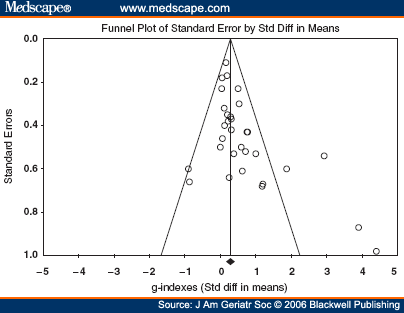 Medscape® www.medscape.com
Funnel Plot of Standard Error by Std Diff in Means
0.0
0.2
0.4
0.6
0.8
1.0
Standard Errors
−5 −4 −3 −2 −1 0 1 2 3 4 5
g-indexes (Std diff in means)
Source: J Am Geriatr Soc © 2006 Blackwell Publishing